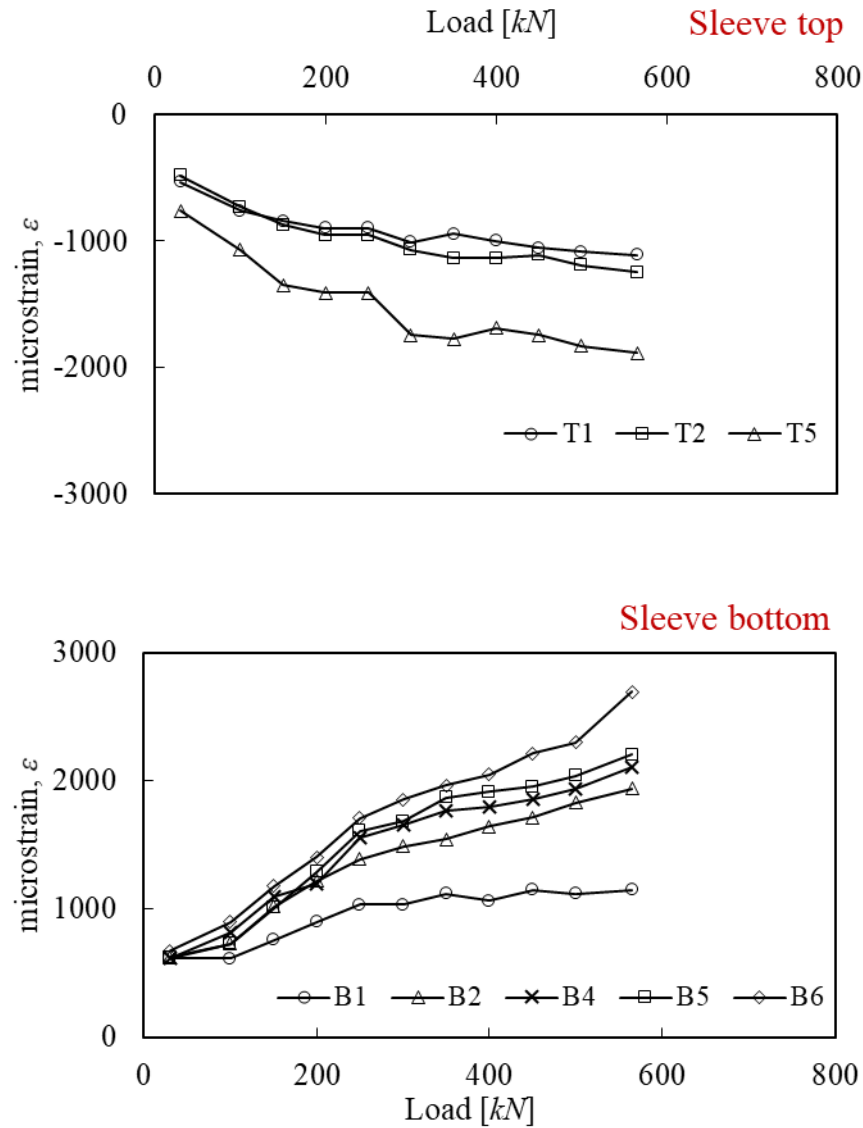 Load [kN] Sleeve top
0 200 400 600 800
0
-1000
-2000
-3000
microstrain, ε
T1 T2 T5
Sleeve bottom
3000
2000
1000
0
microstrain, ε
B1 B2 B4 B5 B6
0 200 400 600 800
Load [kN]